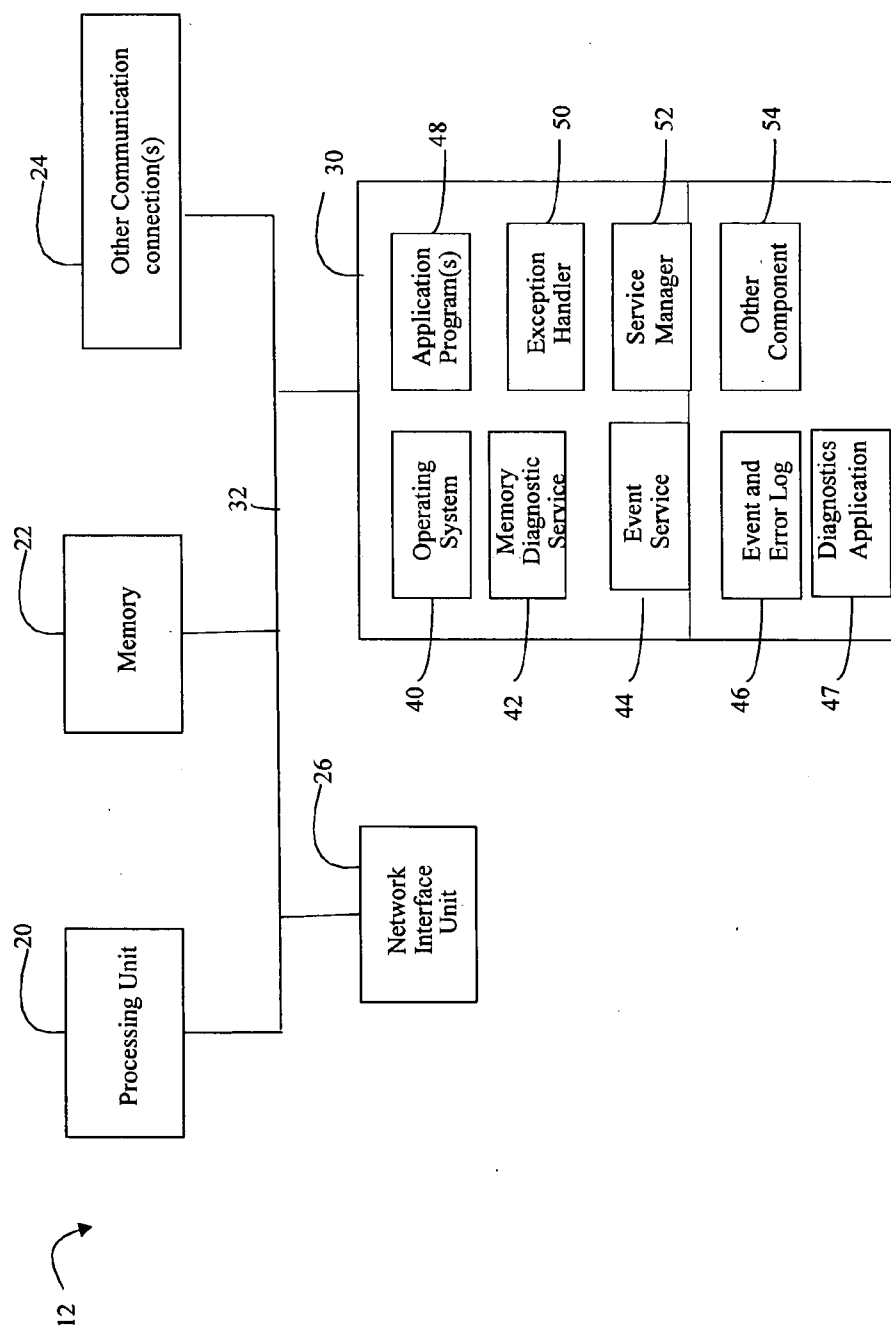 12
20
Processing Unit
22
Memory
24
Other Communication
connection(s)
32
26
Network
Interface
Unit
30
40
Operating
System
48
Application
Program(s)
42
Memory
Diagnostic
Service
50
Exception
Handler
44
Event
Service
52
Service
Manager
46
Event and
Error Log
54
Other
Component
47
Diagnostics
Application